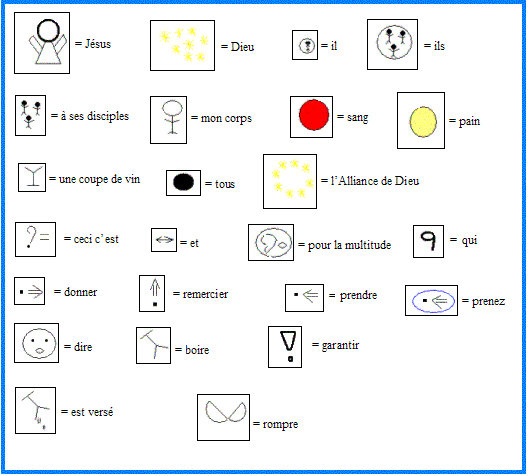 = Jésus = Dieu = il = ils
= à ses disciples = mon corps = sang = pain
= une coupe de vin = tous = l'Alliance de Dieu
= ceci c'est = et = pour la multitude = qui
= donner = remercier = prendre = prenez
= dire = boire = garantir
= est versé = rompre